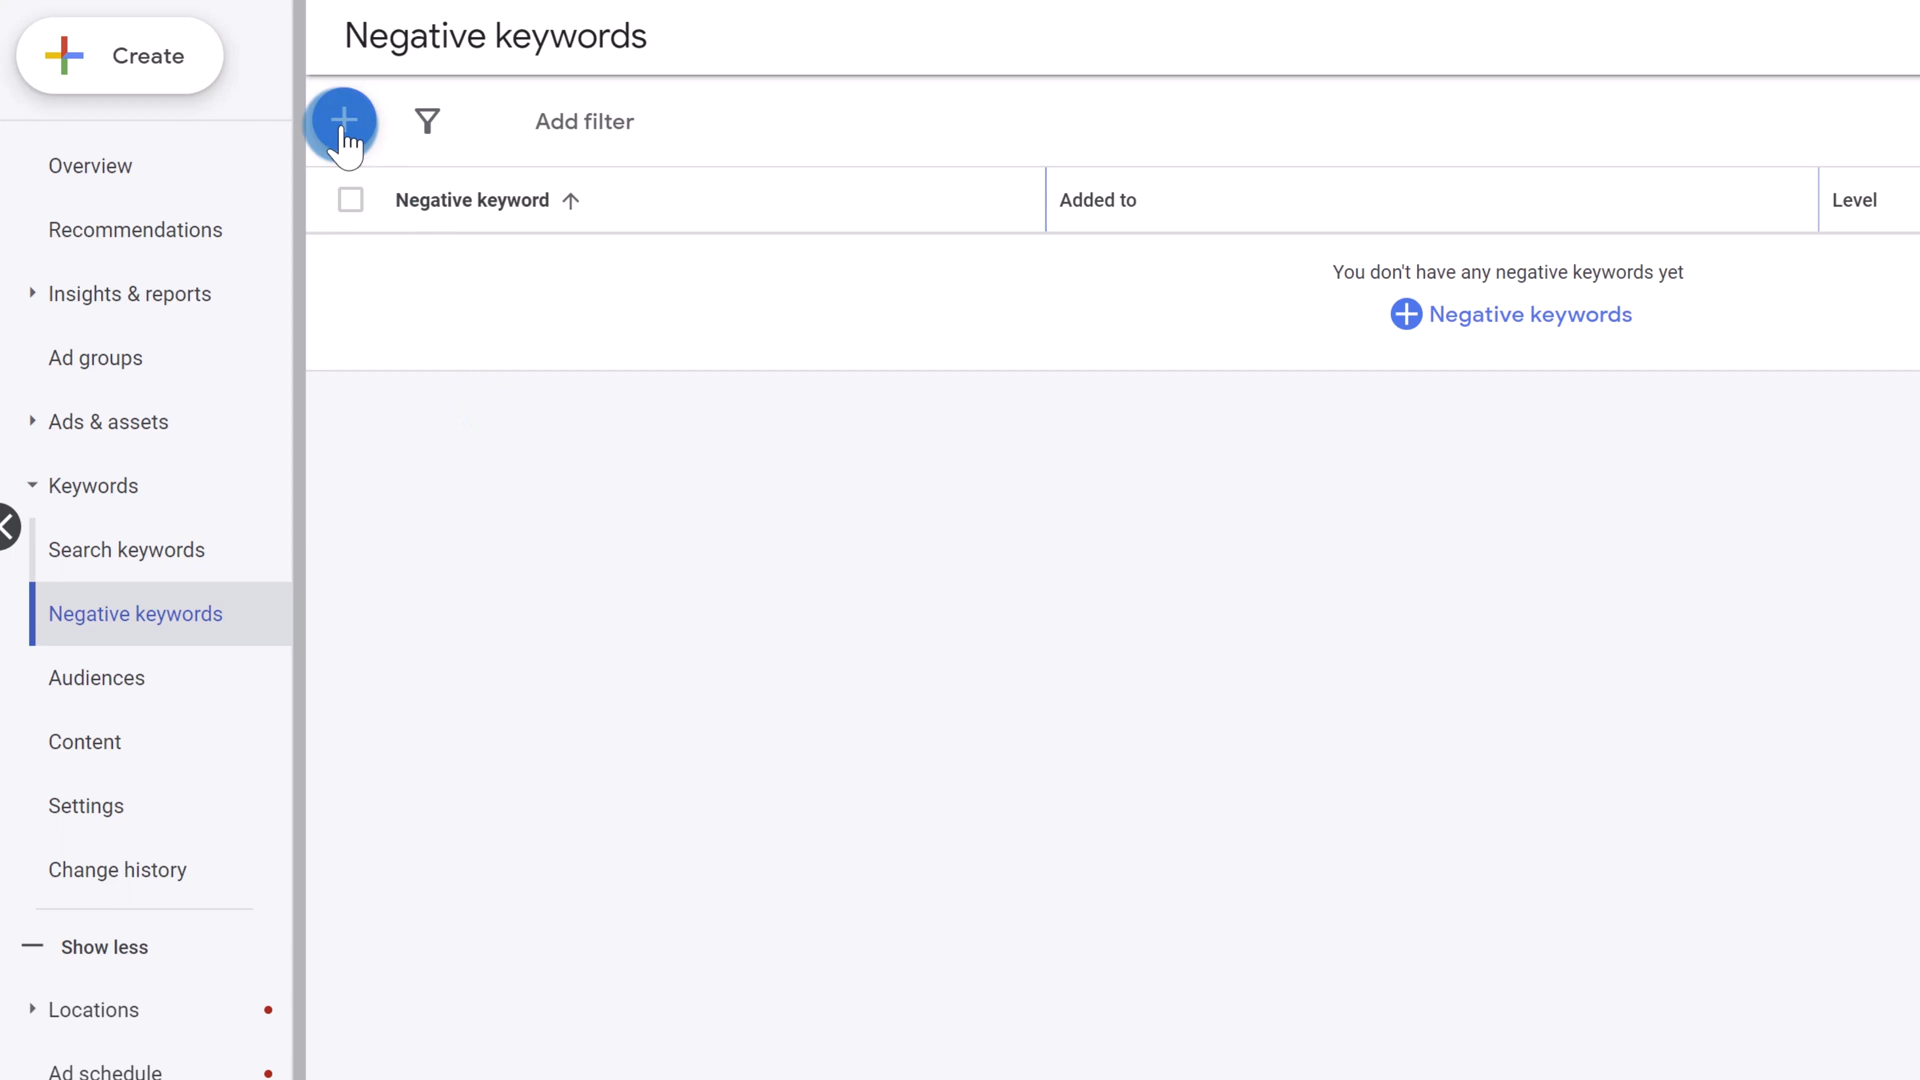 Create
Negative keywords
Add filter
Negative keyword
Added to
Level
You don't have any negative keywords yet
Negative keywords
Overview
Recommendations
Insights & reports
Ad groups
Ads & assets
Keywords
Search keywords
Negative keywords
Audiences
Content
Settings
Change history
Show less
Locations
Ad schedule